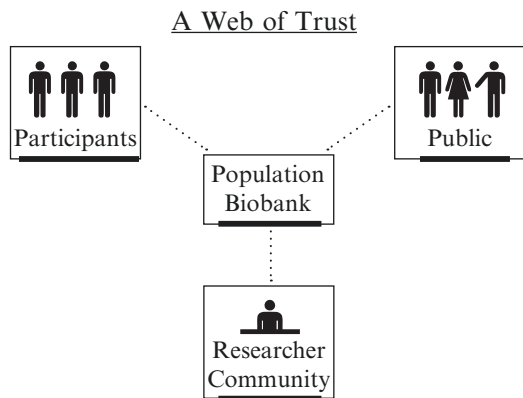 A Web of Trust
Participants
Public
Population
Biobank
Researcher
Community